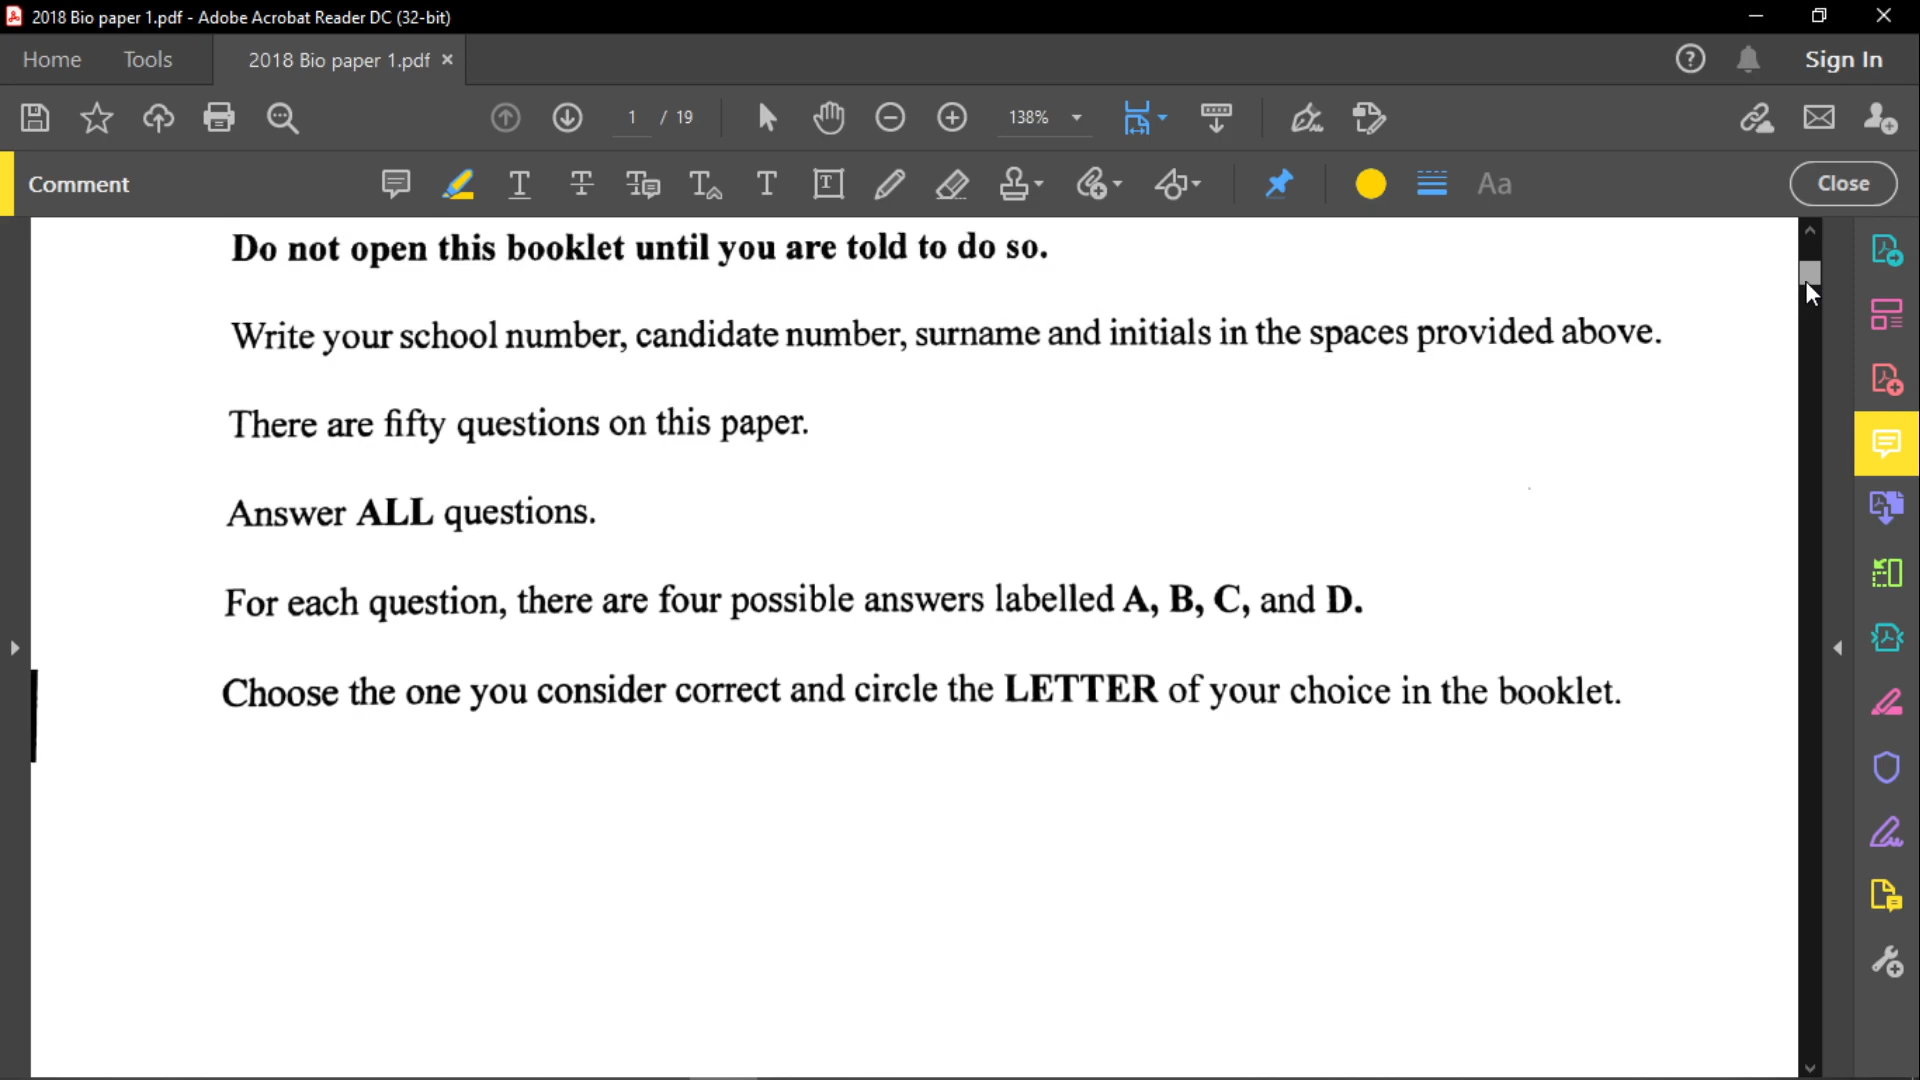 2018 Bio paper 1.pdf - Adobe Acrobat Reader DC (32-bit)
Home Tools 2018 Bio paper 1.pdf × Sign In
1 / 19 138%
Comment Aa Close
Do not open this booklet until you are told to do so.
Write your school number, candidate number, surname and initials in the spaces provided above.
There are fifty questions on this paper.
Answer ALL questions.
For each question, there are four possible answers labelled A, B, C, and D.
Choose the one you consider correct and circle the LETTER of your choice in the booklet.